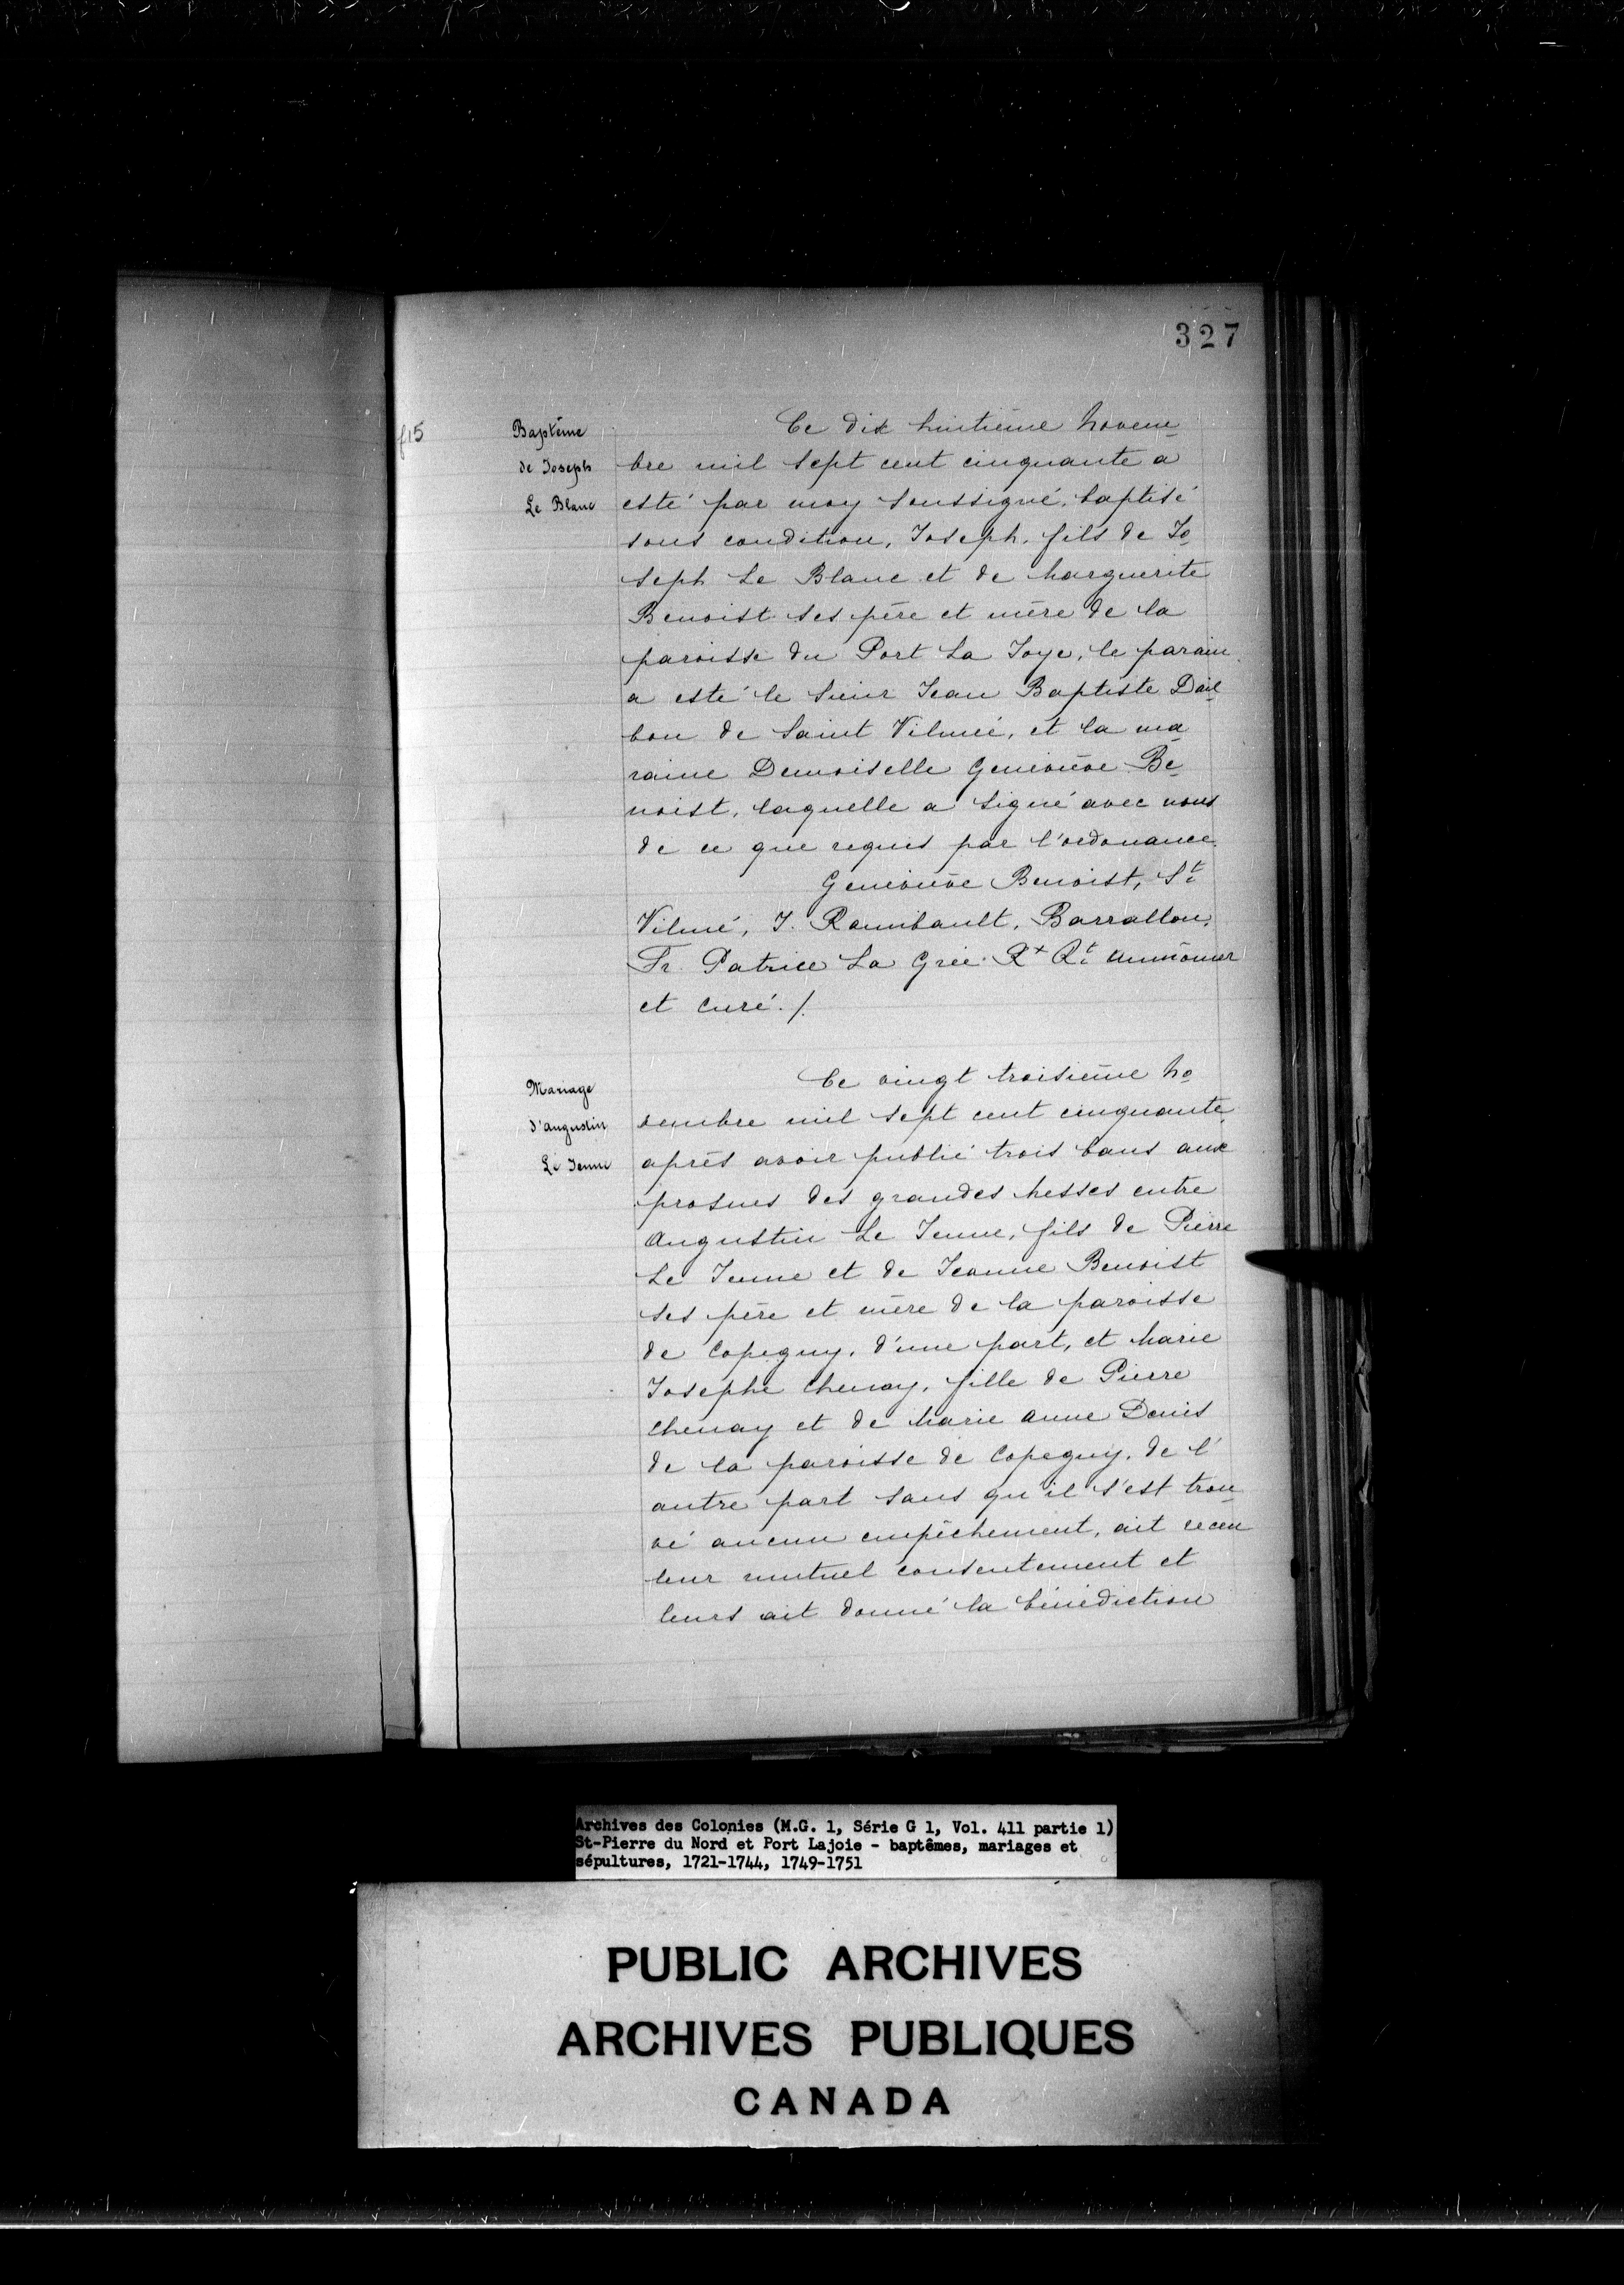 327
f15
Baptême
de Joseph
Le Blanc
Ce dix huitième Novem
bre mil sept cent cinquante a
esté par moy soussigné, baptisé
sous condition, Joseph, fils de Jo
seph Le Blanc et de Marguerite
Benoist ses père et mère de la
paroisse du Port La Joye, le parain
a esté le Sieur Jean Baptiste Dail
bon de Saint Vilmé, et la ma
raine Demoiselle Geneviève Be
noist, laquelle a signé avec nous
de ce que requis par l'ordonance.
Geneviève Benoist, St
Vilmé, J. Rambault, Barrallon,
Fr. Patrice La Grée Rt aumônier
et Curé./.
Mariage
d'Augustin
Le Jeune
Ce vingt troisième No
vembre mil sept cent cinquante
après avoir publié trois bans aux
prosnes des grandes Messes entre
Augustin Le Jeune, fils de Pierre
Le Jeune et de Jeanne Benoist
ses père et mère de la paroisse
de Copeguy, d'une part, et Marie
Josephe Chenay, fille de Pierre
Chenay et de Marie Anne Denis
de la paroisse de Copeguy, de l'
autre part sans qu'il s'est trou
vé aucun empêchement, ait receu
leur mutuel consentement et
leurs ait donné la bénédiction
Archives des Colonies (M.G. 1, Série G 1, Vol. 411 partie 1)
St-Pierre du Nord et Port Lajoie - baptêmes, mariages et
sépultures, 1721-1744, 1749-1751
PUBLIC ARCHIVES
ARCHIVES PUBLIQUES
CANADA